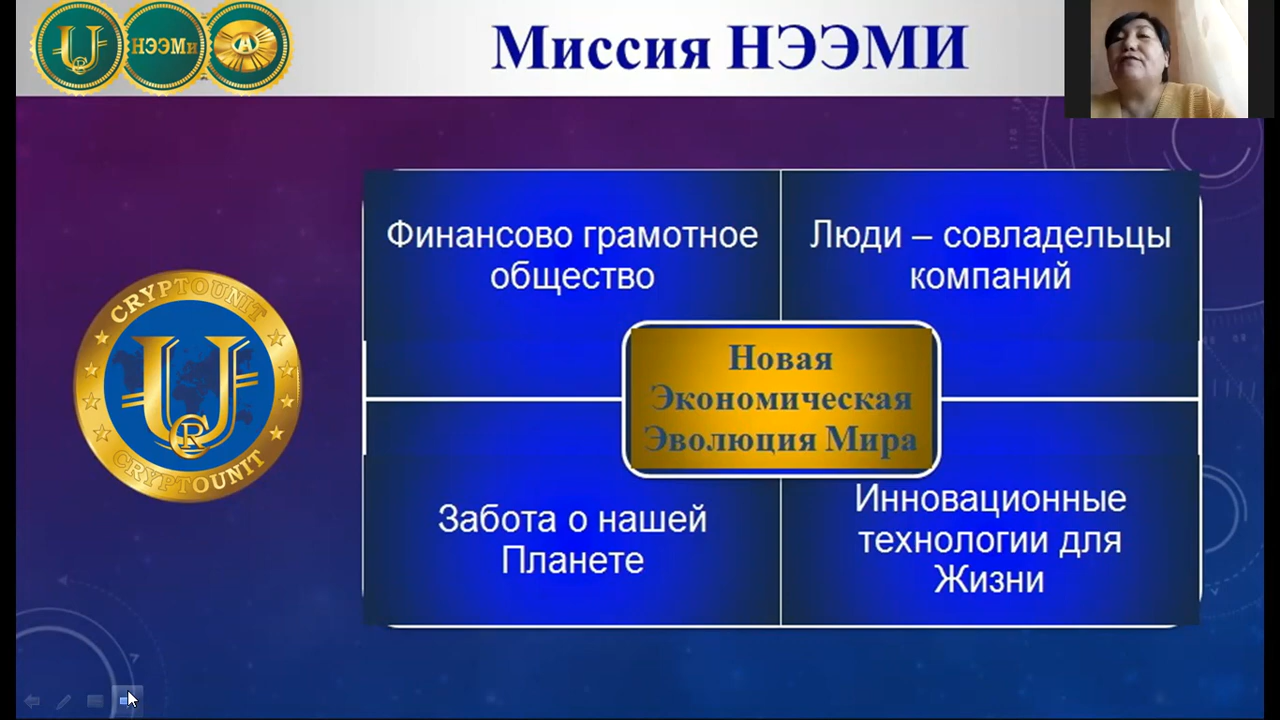 НЭЭМи
Миссия НЭЭМИ
Финансово грамотное
общество
Люди – совладельцы
компаний
CRYPTOUNIT
U
CR
CRYPTOUNIT
Новая
Экономическая
Эволюция Мира
Забота о нашей
Планете
Инновационные
технологии для
Жизни